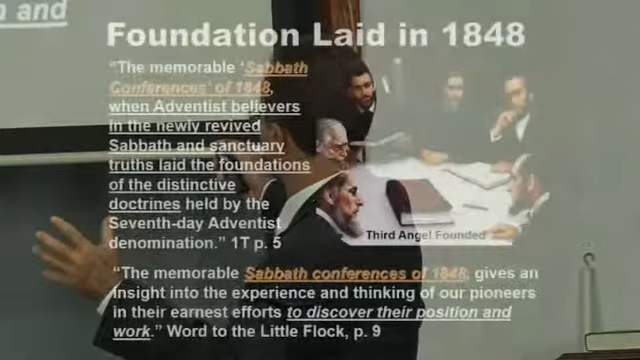 n and
Foundation Laid in 1848
"The memorable 'Sabbath
Conferences' of 1848,
when Adventist believers
in the newly revived
Sabbath and sanctuary
truths laid the foundations
of the distinctive
doctrines held by the
Seventh-day Adventist
denomination." 1T p. 5
Third Angel Founded
"The memorable Sabbath conferences of 1848, gives an
insight into the experience and thinking of our pioneers
in their earnest efforts to discover their position and
work." Word to the Little Flock, p. 9